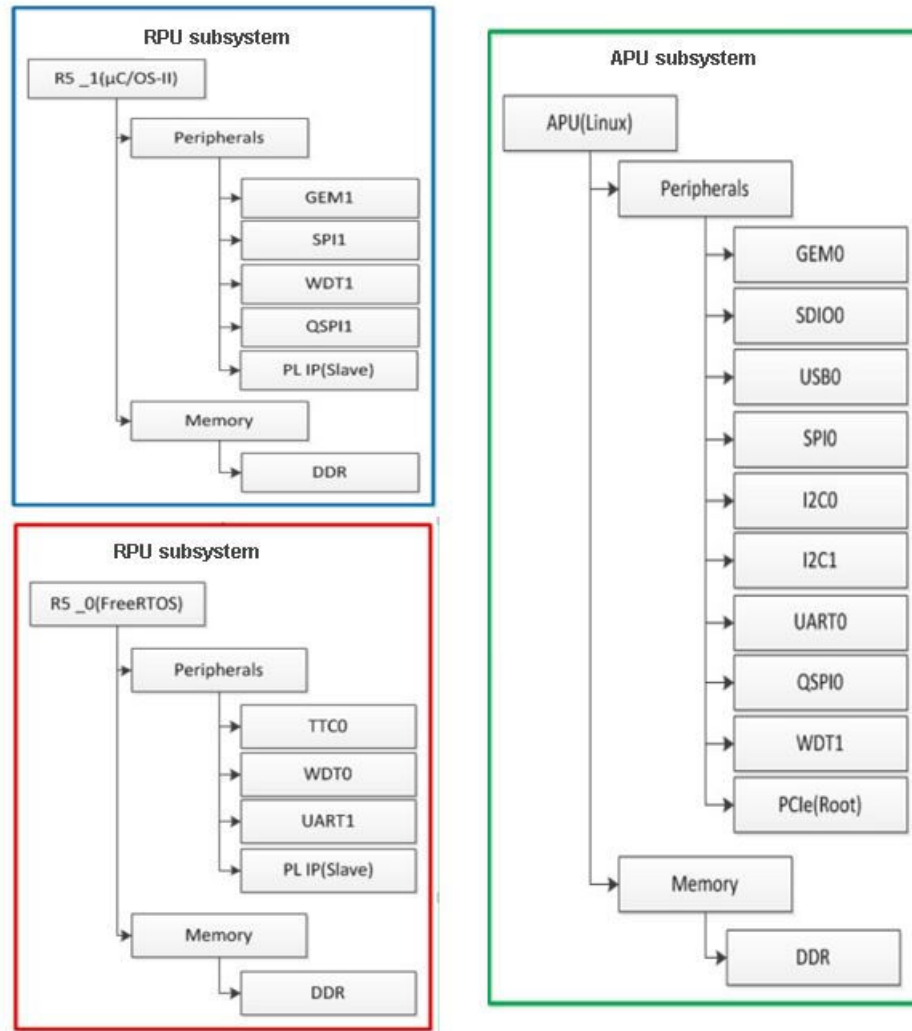 RPU subsystem
R5 _1(µC/OS-II)
Peripherals
GEM1
SPI1
WDT1
QSPI1
PL IP(Slave)
Memory
DDR
RPU subsystem
R5 _0(FreeRTOS)
Peripherals
TTC0
WDT0
UART1
PL IP(Slave)
Memory
DDR
APU subsystem
APU(Linux)
Peripherals
GEM0
SDIO0
USB0
SPI0
I2C0
I2C1
UART0
QSPI0
WDT1
PCIe(Root)
Memory
DDR